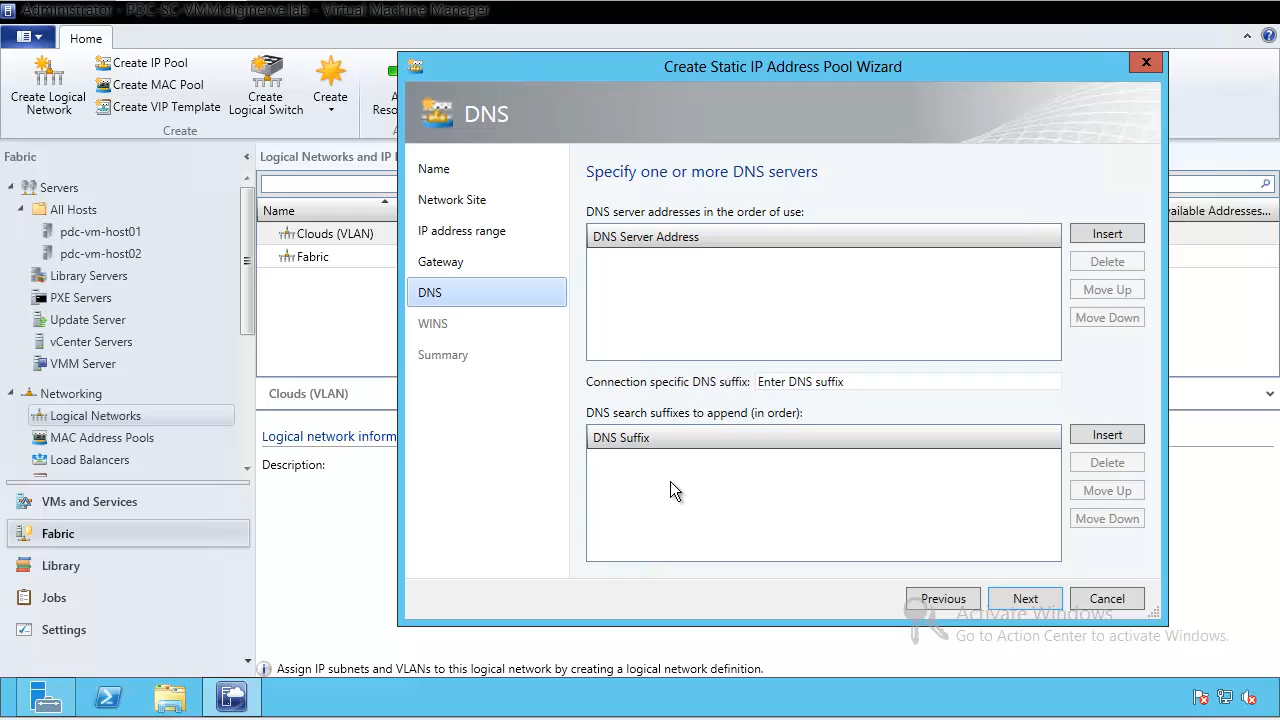 Administrator - PDC-SC-VMM.diginerve.lab - Virtual Machine Manager
Home
Create Logical Network
Create IP Pool
Create MAC Pool
Create VIP Template
Create Logical Switch
Create
A
Resou
Create
Fabric
Servers
All Hosts
pdc-vm-host01
pdc-vm-host02
Library Servers
PXE Servers
Update Server
vCenter Servers
VMM Server
Networking
Logical Networks
MAC Address Pools
Load Balancers
VMs and Services
Fabric
Library
Jobs
Settings
Logical Networks and IP
Name
Clouds (VLAN)
Fabric
ailable Addresses...
Clouds (VLAN)
Logical network inform
Description:
Assign IP subnets and VLANs to this logical network by creating a logical network definition.
Create Static IP Address Pool Wizard
DNS
Name
Network Site
IP address range
Gateway
DNS
WINS
Summary
Specify one or more DNS servers
DNS server addresses in the order of use:
DNS Server Address
Insert
Delete
Move Up
Move Down
Connection specific DNS suffix: Enter DNS suffix
DNS search suffixes to append (in order):
DNS Suffix
Insert
Delete
Move Up
Move Down
Previous
Next
Cancel
Activate Windows
Go to Action Center to activate Windows.